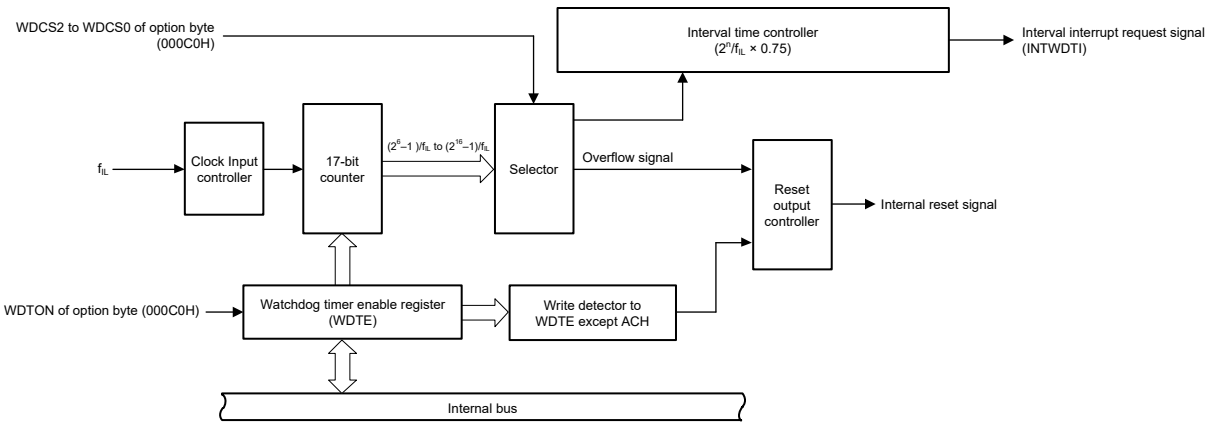 WDCS2 to WDCS0 of option byte
(000C0H)
Interval time controller
(2ⁿ/fIL × 0.75)
Interval interrupt request signal
(INTWDTI)
fIL
Clock Input
controller
17-bit
counter
(2⁶–1 )/fIL to (2¹⁶–1)/fIL
Selector
Overflow signal
Reset
output
controller
Internal reset signal
WDTON of option byte (000C0H)
Watchdog timer enable register
(WDTE)
Write detector to
WDTE except ACH
Internal bus